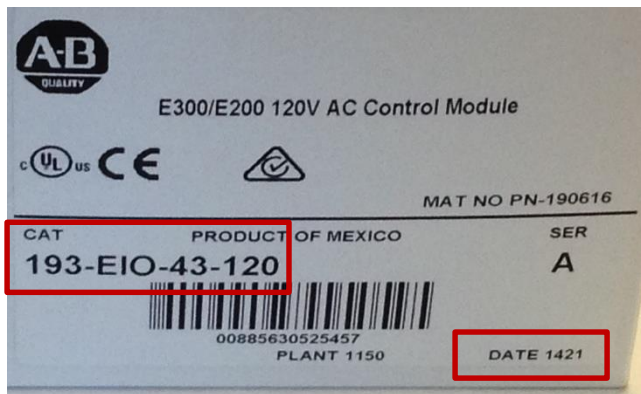 A-B
QUALITY
E300/E200 120V AC Control Module
c UL us CE
MAT NO PN-190616
CAT PRODUCT OF MEXICO SER
193-EIO-43-120 A
00885630525457
PLANT 1150 DATE 1421